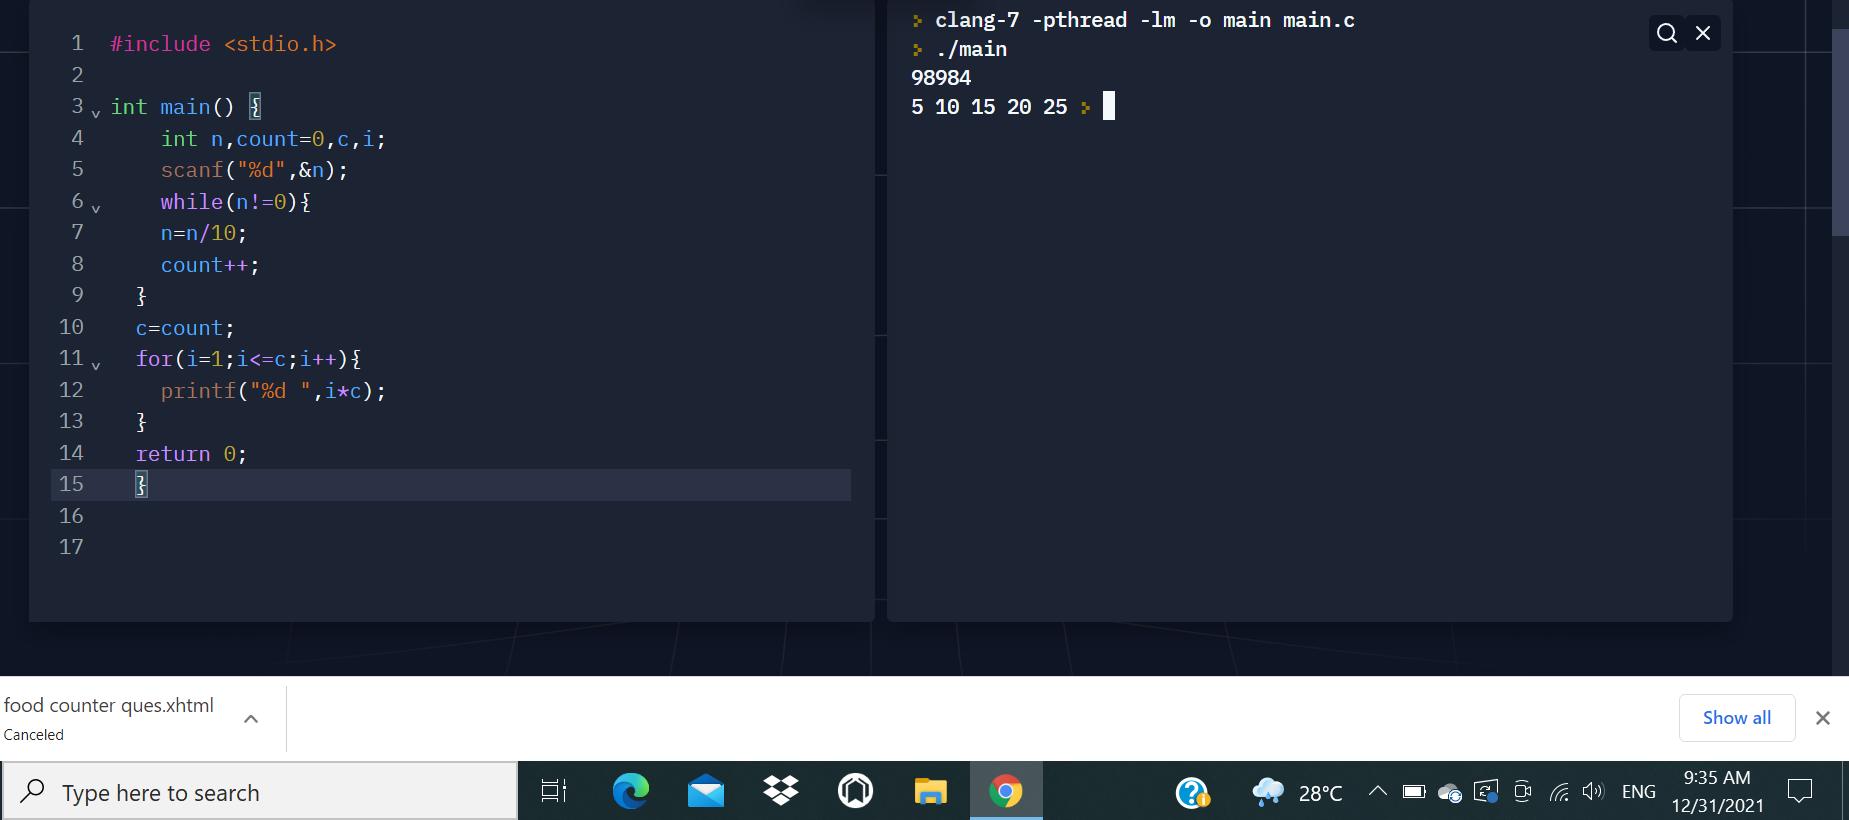 1 #include <stdio.h>
2
3 int main() {
4 int n,count=0,c,i;
5 scanf("%d",&n);
6 while(n!=0){
7 n=n/10;
8 count++;
9 }
10 c=count;
11 for(i=1;i<=c;i++){
12 printf("%d ",i*c);
13 }
14 return 0;
15 }
16
17
clang-7 -pthread -lm -o main main.c
./main
98984
5 10 15 20 25
food counter ques.xhtml
Canceled
Show all
Type here to search
28°C
ENG
9:35 AM
12/31/2021